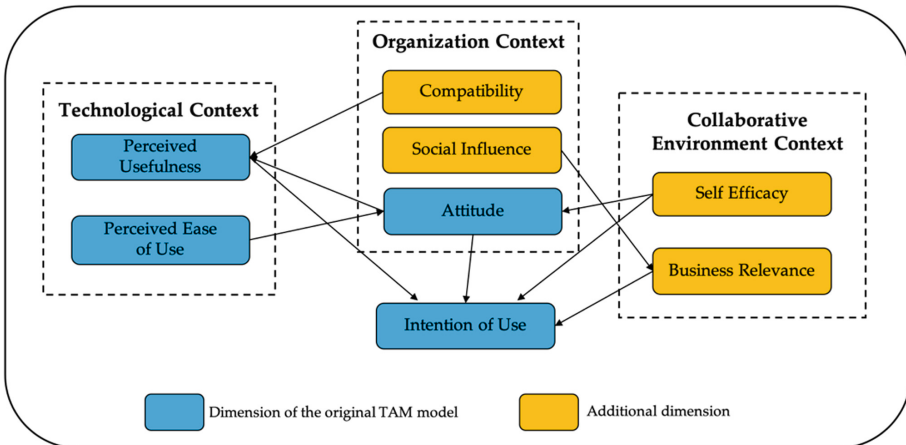 Organization Context
Compatibility
Social Influence
Attitude
Technological Context
Perceived
Usefulness
Perceived Ease
of Use
Collaborative
Environment Context
Self Efficacy
Business Relevance
Intention of Use
Dimension of the original TAM model
Additional dimension